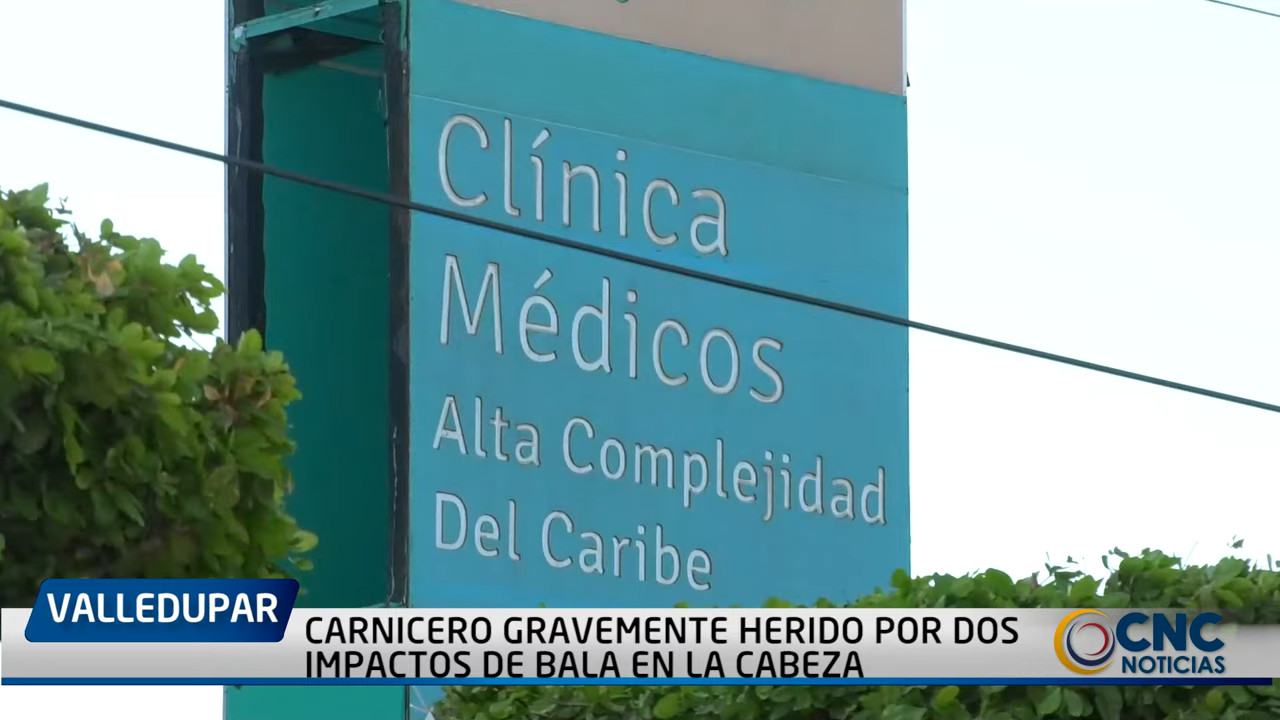 Clínica
Médicos
Alta Complejidad
Del Caribe
VALLEDUPAR
CARNICERO GRAVEMENTE HERIDO POR DOS
IMPACTOS DE BALA EN LA CABEZA
CNC
NOTICIAS